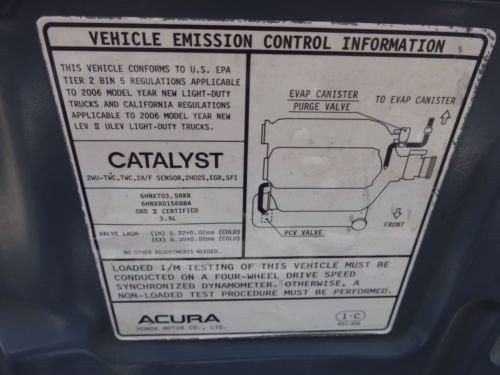 VEHICLE EMISSION CONTROL INFORMATION
THIS VEHICLE CONFORMS TO U.S. EPA
TIER 2 BIN 5 REGULATIONS APPLICABLE
TO 2006 MODEL YEAR NEW LIGHT-DUTY
TRUCKS AND CALIFORNIA REGULATIONS
APPLICABLE TO 2006 MODEL YEAR NEW
LEV II ULEV LIGHT-DUTY TRUCKS.
CATALYST
2WU-TWC,TWC,2A/F SENSOR,2HO2S,EGR,SFI
6HNXT03.5RKR
6HNXR0156BBA
OBD II CERTIFIED
3.5L
VALVE LASH (IN) 0.22±0.02mm (COLD)
(EX) 0.30±0.02mm (COLD)
NO OTHER ADJUSTMENTS NEEDED.
EVAP CANISTER
PURGE VALVE
TO EVAP CANISTER
PCV VALVE
LOADED I/M TESTING OF THIS VEHICLE MUST BE
CONDUCTED ON A FOUR-WHEEL DRIVE SPEED
SYNCHRONIZED DYNAMOMETER. OTHERWISE, A
NON-LOADED TEST PROCEDURE MUST BE PERFORMED.
ACURA
HONDA MOTOR CO., LTD.
1-C